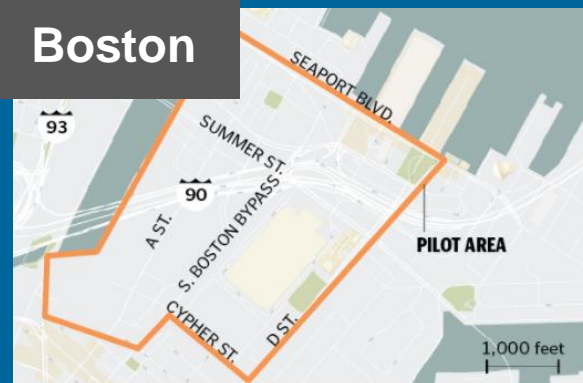 Boston
SEAPORT BLVD.
93
SUMMER ST.
90
A ST.
S. BOSTON BYPASS
PILOT AREA
CYPHER ST.
D ST.
1,000 feet